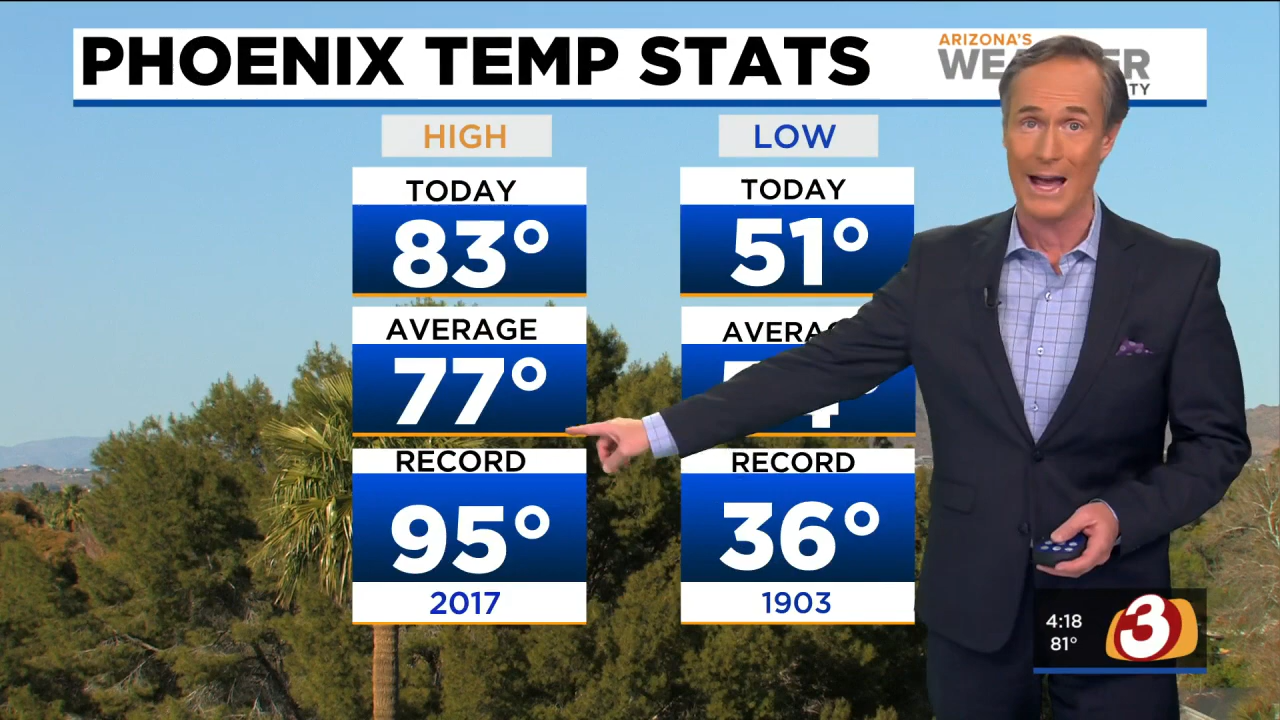 PHOENIX TEMP STATS
ARIZONA'S
HIGH
LOW
TODAY
83°
TODAY
51°
AVERAGE
77°
RECORD
95°
2017
RECORD
36°
1903
4:18
81°
3